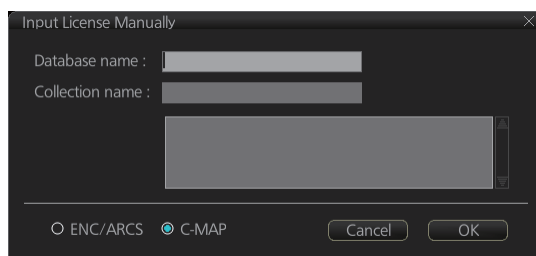 Input License Manually
Database name :
Collection name :
ENC/ARCS C-MAP Cancel OK